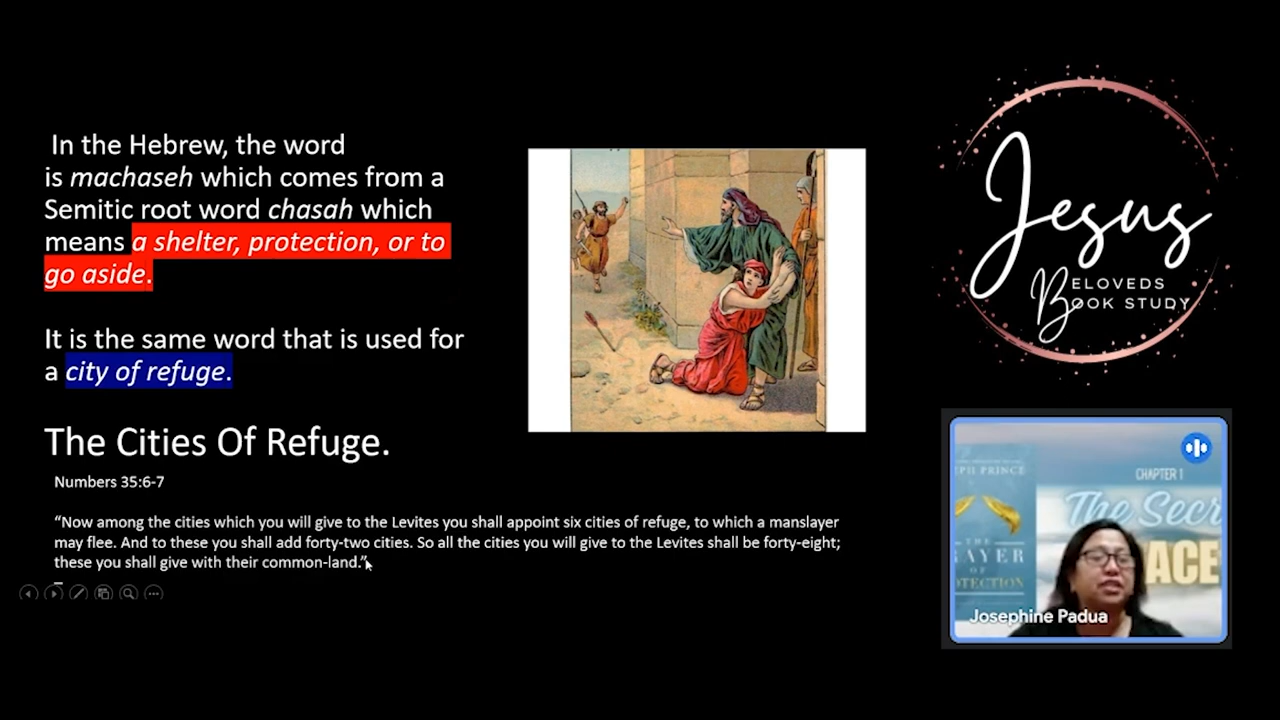 In the Hebrew, the word
is machaseh which comes from a
Semitic root word chasah which
means a shelter, protection, or to
go aside.
It is the same word that is used for
a city of refuge.
The Cities Of Refuge.
Numbers 35:6-7
“Now among the cities which you will give to the Levites you shall appoint six cities of refuge, to which a manslayer
may flee. And to these you shall add forty-two cities. So all the cities you will give to the Levites shall be forty-eight;
these you shall give with their common-land.”
Jesus
BELOVEDS
BOOK STUDY
EPH PRINCE
RAYER
OF
OTECTION
CHAPTER 1
The Secr
ACE
Josephine Padua